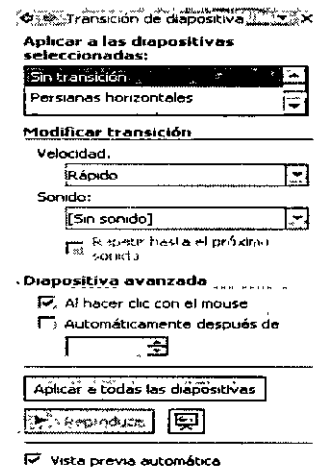 Transición de diapositiva
Aplicar a las diapositivas
seleccionadas:
Sin transición
Persianas horizontales
Modificar transición
Velocidad.
Rápido
Sonido:
[Sin sonido]
Repetir hasta el próximo
sonido
Diapositiva avanzada
Al hacer clic con el mouse
Automáticamente después de
Aplicar a todas las diapositivas
Reproducir
Vista previa automática